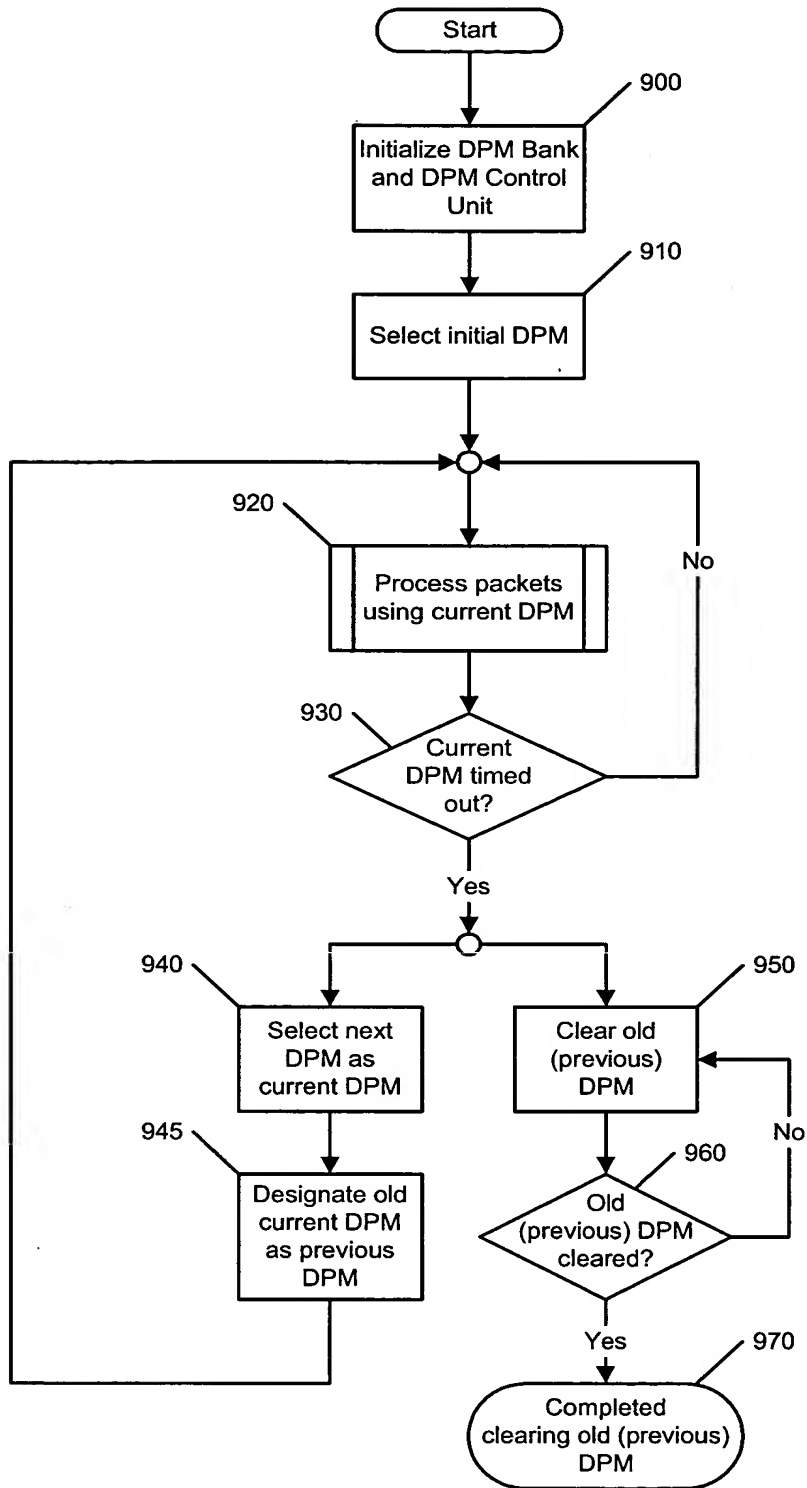 Start
900
Initialize DPM Bank
and DPM Control
Unit
910
Select initial DPM
920
Process packets
using current DPM
No
930
Current
DPM timed
out?
Yes
940
Select next
DPM as
current DPM
950
Clear old
(previous)
DPM
945
Designate old
current DPM
as previous
DPM
No
960
Old
(previous) DPM
cleared?
Yes
970
Completed
clearing old (previous)
DPM